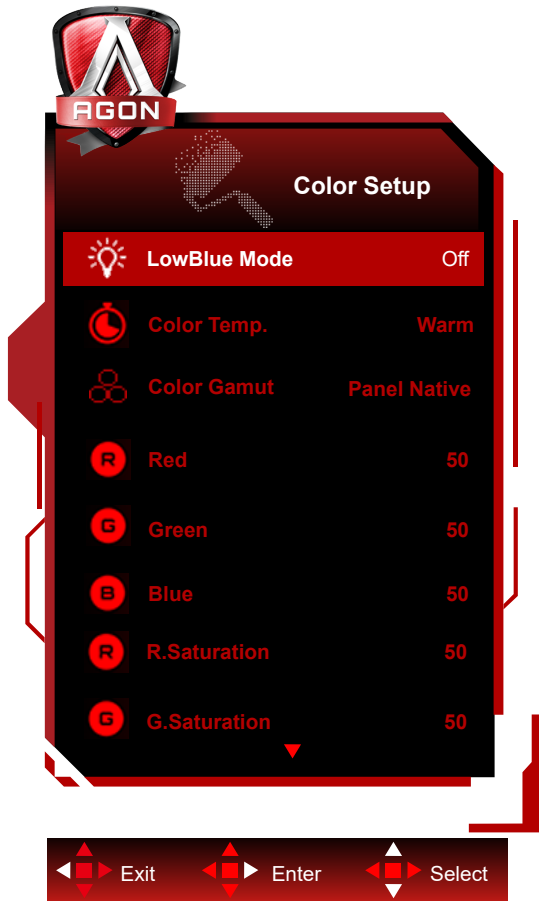 AGON
Color Setup
LowBlue Mode Off
Color Temp. Warm
Color Gamut Panel Native
R Red 50
G Green 50
B Blue 50
R R.Saturation 50
G G.Saturation 50
Exit Enter Select